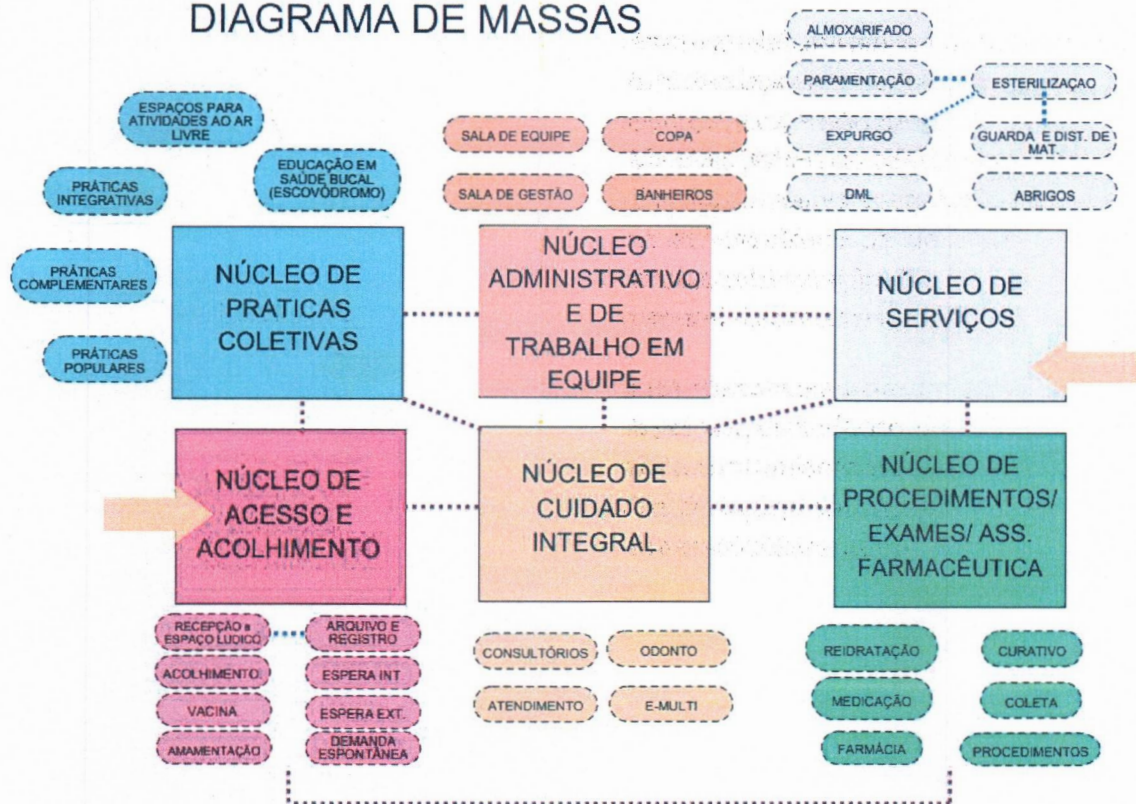 DIAGRAMA DE MASSAS
ALMOXARIFADO
PARAMENTAÇÃO
ESTERILIZAÇAO
EXPURGO
GUARDA E DIST. DE
MAT.
DML
ABRIGOS
ESPAÇOS PARA
ATIVIDADES AO AR
LIVRE
EDUCAÇÃO EM
SAÚDE BUCAL
(ESCOVÓDROMO)
PRÁTICAS
INTEGRATIVAS
PRÁTICAS
COMPLEMENTARES
PRÁTICAS
POPULARES
SALA DE EQUIPE
COPA
SALA DE GESTÃO
BANHEIROS
NÚCLEO DE
PRATICAS
COLETIVAS
NÚCLEO
ADMINISTRATIVO
E DE
TRABALHO EM
EQUIPE
NÚCLEO DE
SERVIÇOS
NÚCLEO DE
ACESSO E
ACOLHIMENTO
NÚCLEO DE
CUIDADO
INTEGRAL
NÚCLEO DE
PROCEDIMENTOS/
EXAMES/ ASS.
FARMACÊUTICA
RECEPÇÃO e
ESPAÇO LUDICO
ARQUIVO E
REGISTRO
ACOLHIMENTO.
ESPERA INT.
VACINA
ESPERA EXT.
AMAMENTAÇÃO
DEMANDA
ESPONTÂNEA
CONSULTÓRIOS
ODONTO
ATENDIMENTO
E-MULTI
REIDRATAÇÃO
CURATIVO
MEDICAÇÃO
COLETA
FARMÁCIA
PROCEDIMENTOS